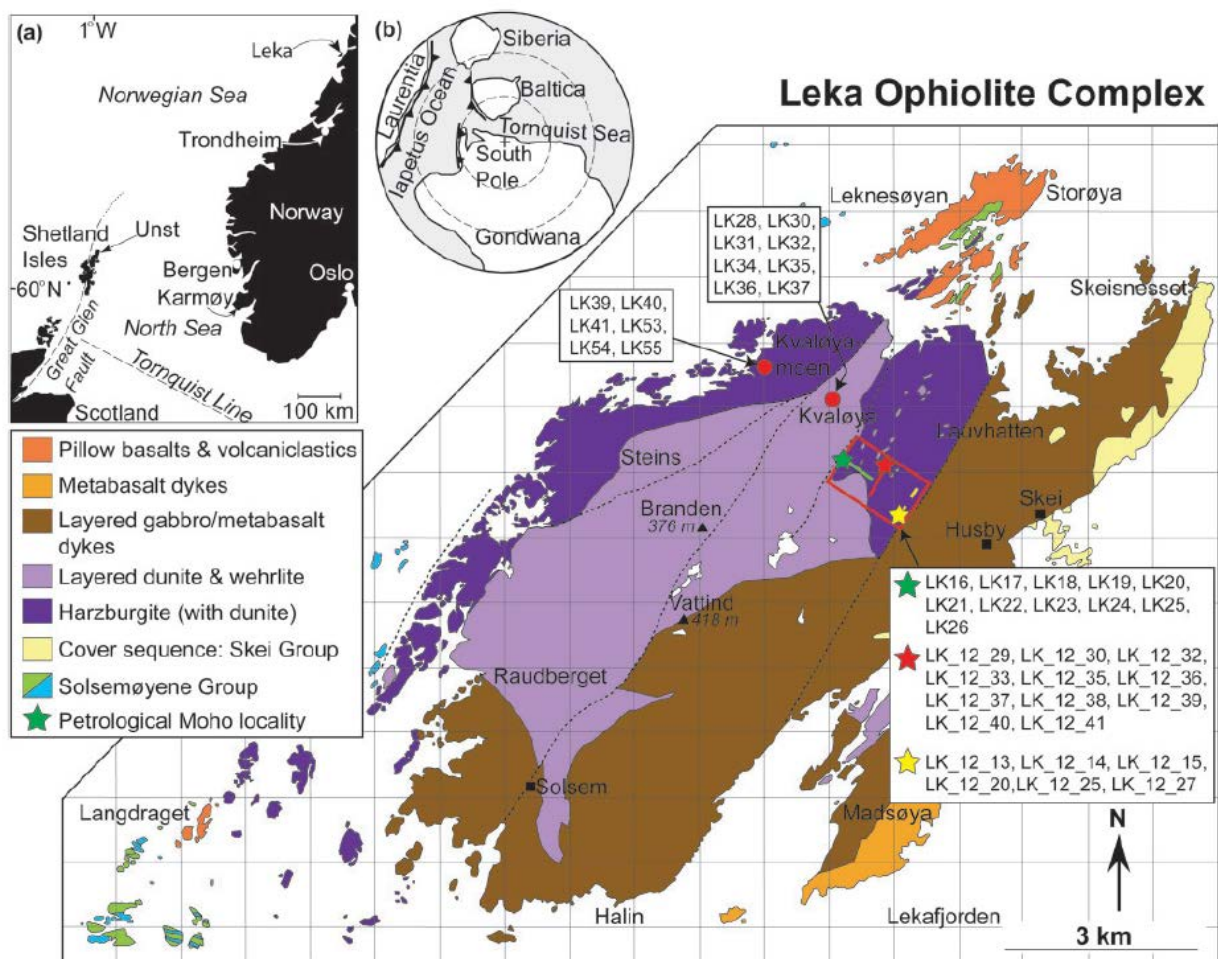 (a)
1°W
Leka
Norwegian Sea
Trondheim
Norway
Unst
Shetland
Isles
Bergen
Oslo
60°N
Karmøy
North Sea
Great Glen
Fault
Tornquist Line
Scotland
100 km
(b)
Siberia
Laurentia
Iapetus Ocean
Baltica
Tornquist Sea
South
Pole
Gondwana
Leka Ophiolite Complex
Leknesøyan
Storøya
LK28, LK30,
LK31, LK32,
LK34, LK35,
LK36, LK37
Skeisnesset
LK39, LK40,
LK41, LK53,
LK54, LK55
Kvaløya
moen
Kvaløya
Lauvhatten
Steins
Branden
376 m
Skei
Husby
Vattind
418 m
Raudberget
Solsem
Langdraget
Madsøya
Halin
Lekafjorden
N
3 km
Pillow basalts & volcaniclastics
Metabasalt dykes
Layered gabbro/metabasalt
dykes
Layered dunite & wehrlite
Harzburgite (with dunite)
Cover sequence: Skei Group
Solsemøyene Group
Petrological Moho locality
LK16, LK17, LK18, LK19, LK20,
LK21, LK22, LK23, LK24, LK25,
LK26
LK_12_29, LK_12_30, LK_12_32,
LK_12_33, LK_12_35, LK_12_36,
LK_12_37, LK_12_38, LK_12_39,
LK_12_40, LK_12_41
LK_12_13, LK_12_14, LK_12_15,
LK_12_20,LK_12_25, LK_12_27